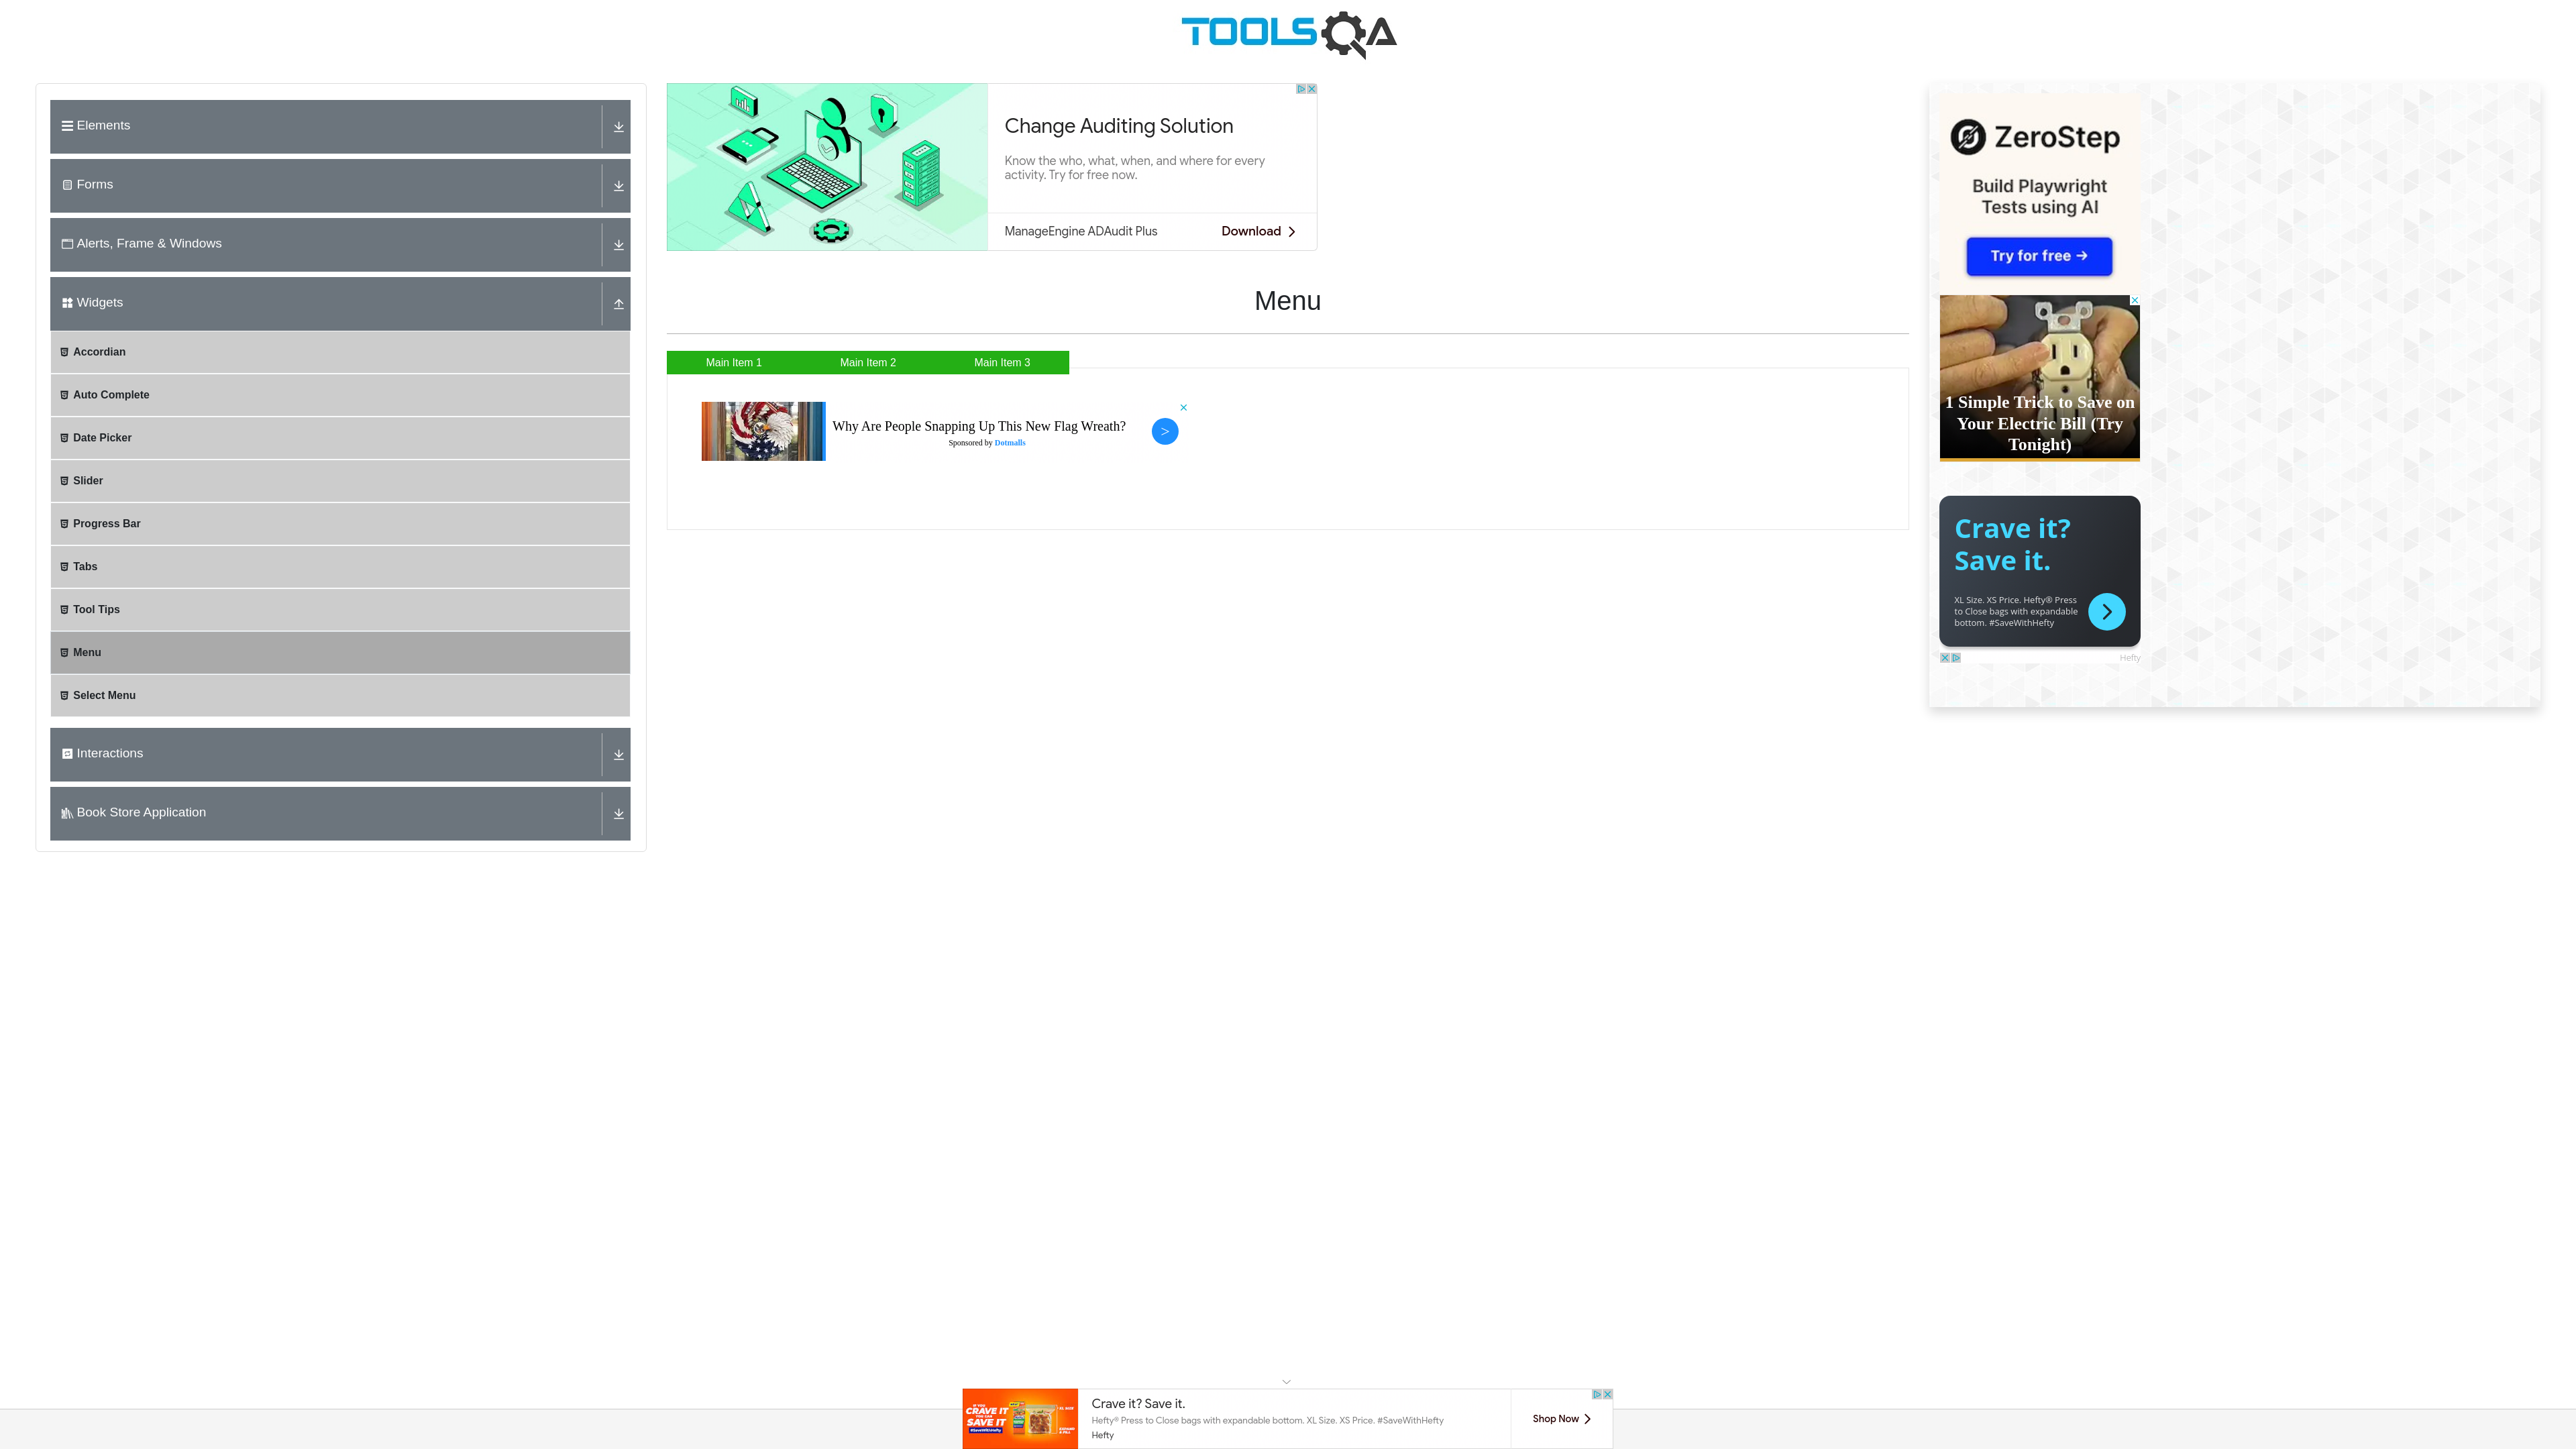 TOOLSQA
Elements
Forms
Alerts, Frame & Windows
Widgets
Accordian
Auto Complete
Date Picker
Slider
Progress Bar
Tabs
Tool Tips
Menu
Select Menu
Interactions
Book Store Application
Change Auditing Solution
Know the who, what, when, and where for every
activity. Try for free now.
ManageEngine ADAudit Plus
Download
Menu
Main Item 1
Main Item 2
Main Item 3
Why Are People Snapping Up This New Flag Wreath?
Sponsored by Dotmalls
>
ZeroStep
Build Playwright
Tests using AI
Try for free →
1 Simple Trick to Save on
Your Electric Bill (Try
Tonight)
Crave it?
Save it.
XL Size. XS Price. Hefty® Press
to Close bags with expandable
bottom. #SaveWithHefty
Hefty
CRAVE IT
SAVE IT
#SaveWithHefty
Crave it? Save it.
Hefty® Press to Close bags with expandable bottom. XL Size. XS Price. #SaveWithHefty
Hefty
Shop Now